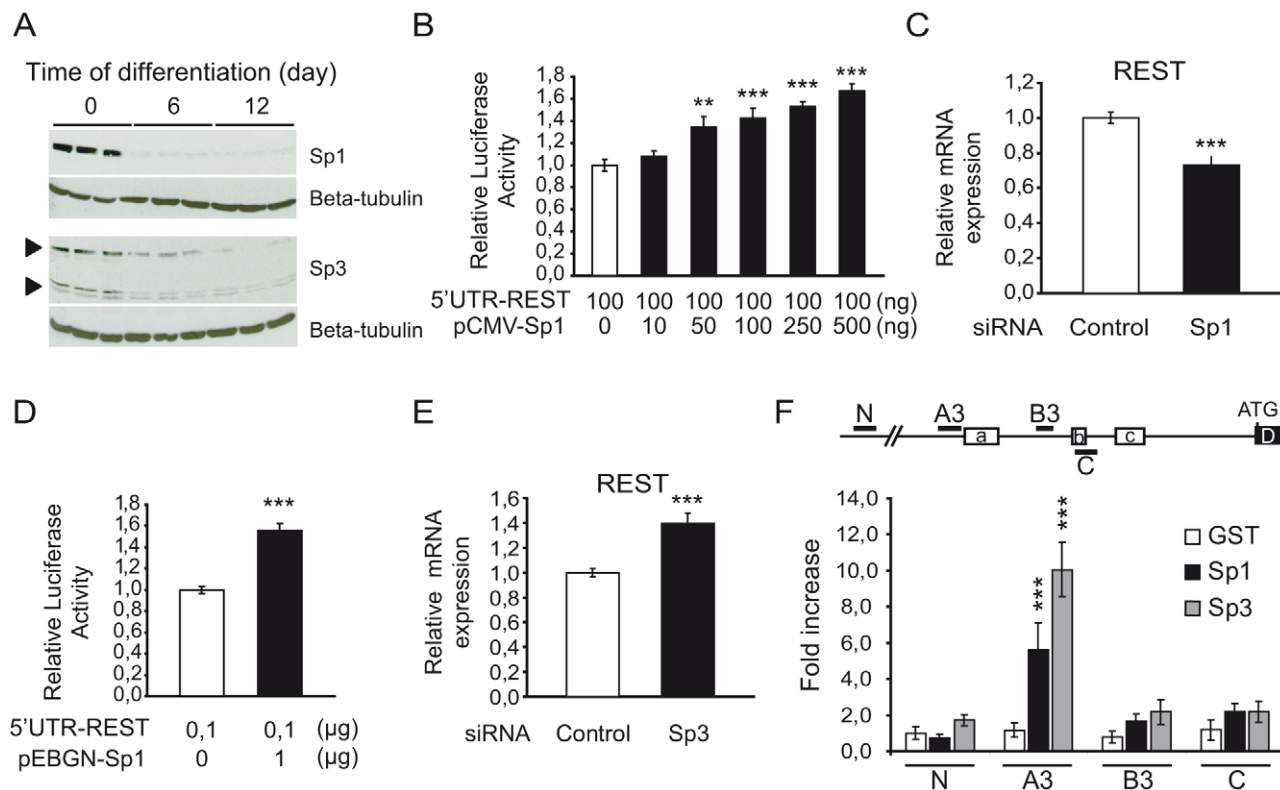 A
Time of differentiation (day)
0 6 12
Sp1
Beta-tubulin
Sp3
Beta-tubulin
B
Relative Luciferase
Activity
1,8
1,6
1,4
1,2
1,0
0,8
0,6
0,4
0,2
0,0
** *** *** ***
5'UTR-REST 100 100 100 100 100 100 (ng)
pCMV-Sp1 0 10 50 100 250 500 (ng)
C
REST
Relative mRNA
expression
1,2
1,0
0,8
0,6
0,4
0,2
0,0
***
siRNA Control Sp1
D
Relative Luciferase
Activity
1,8
1,6
1,4
1,2
1,0
0,8
0,6
0,4
0,2
0,0
***
5'UTR-REST 0,1 0,1 (µg)
pEBGN-Sp1 0 1 (µg)
E
REST
Relative mRNA
expression
1,6
1,4
1,2
1,0
0,8
0,6
0,4
0,2
0,0
***
siRNA Control Sp3
F
N A3 B3 ATG
a b c D
C
Fold increase
14,0
12,0
10,0
8,0
6,0
4,0
2,0
0,0
*** ***
GST
Sp1
Sp3
N A3 B3 C